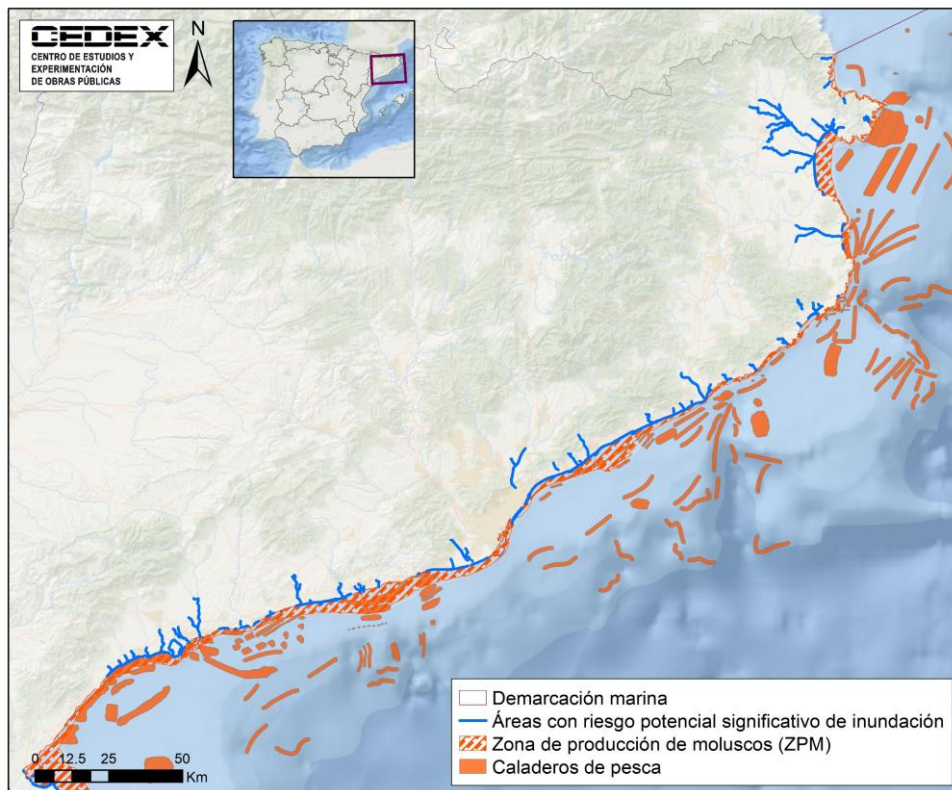 CEDEX
CENTRO DE ESTUDIOS Y
EXPERIMENTACIÓN
DE OBRAS PÚBLICAS
N
Demarcación marina
Áreas con riesgo potencial significativo de inundación
Zona de producción de moluscos (ZPM)
Caladeros de pesca
0 12.5 25 50
Km